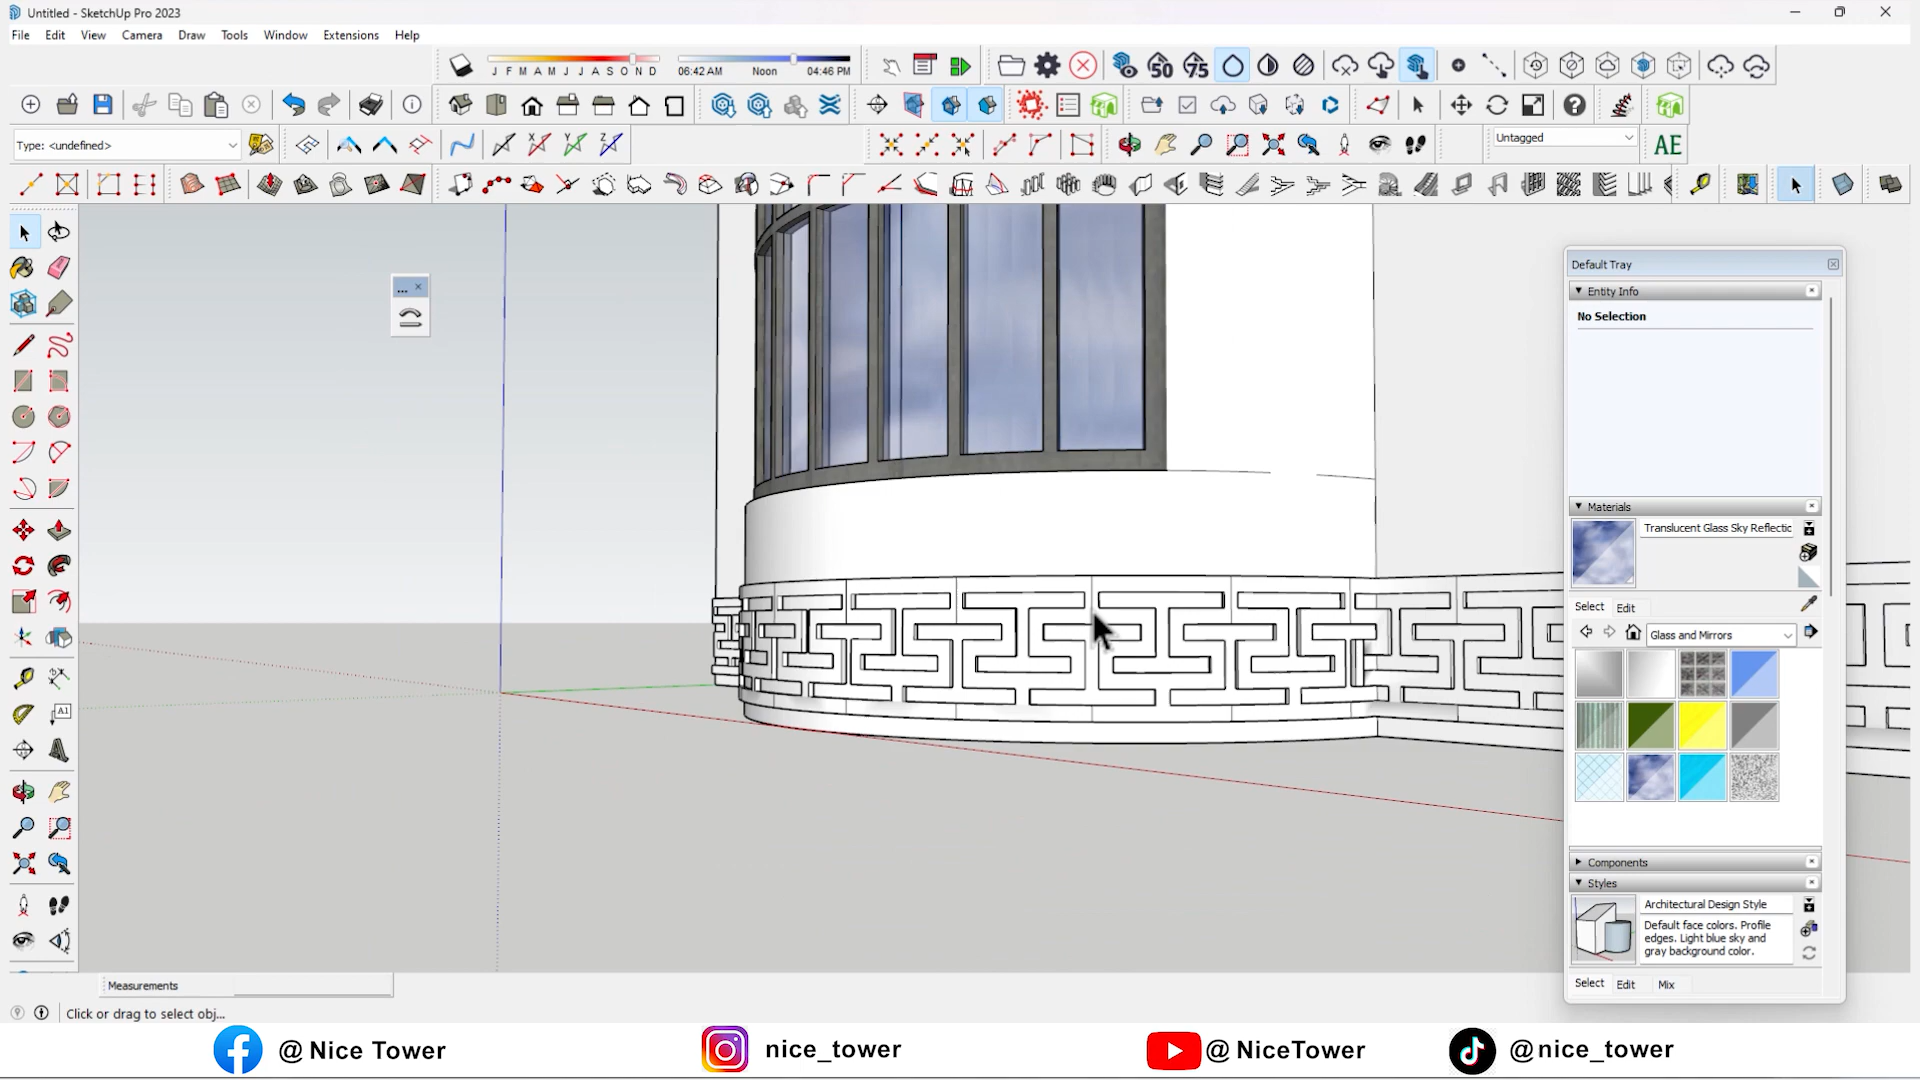 Untitled - SketchUp Pro 2023
File Edit View Camera Draw Tools Window Extensions Help
J F M A M J J A S O N D 06:42 AM Noon 04:46 PM
50 75
Type: <undefined>
Untagged
AE
...
Default Tray
Entity Info
No Selection
Materials
Translucent Glass Sky Reflectic
Select Edit
Glass and Mirrors
A1
Components
Styles
Architectural Design Style
Default face colors. Profile
edges. Light blue sky and
gray background color.
Select Edit Mix
Measurements
Click or drag to select obj...
@ Nice Tower nice_tower @ NiceTower @nice_tower